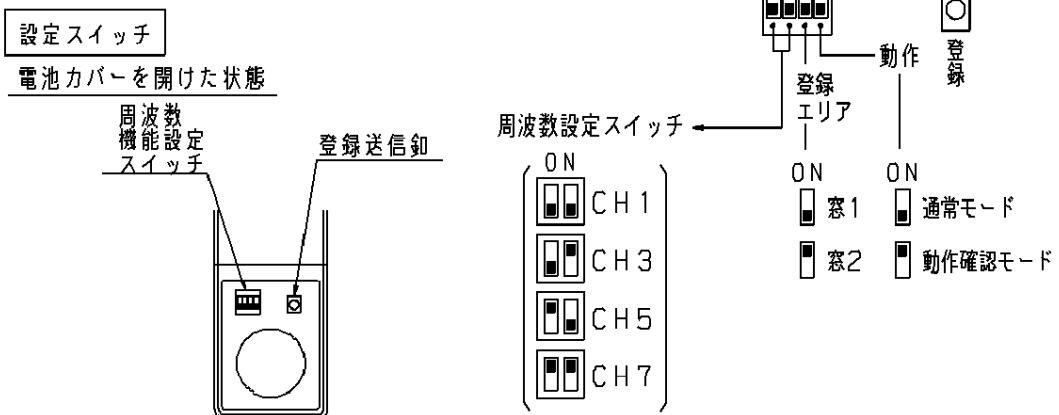 設定スイッチ
電池カバーを開けた状態
周波数
機能設定
スイッチ
登録送信釦
動作
登録
登録
エリア
周波数設定スイッチ
ON
CH1
CH3
CH5
CH7
ON
窓1
窓2
ON
通常モード
動作確認モード